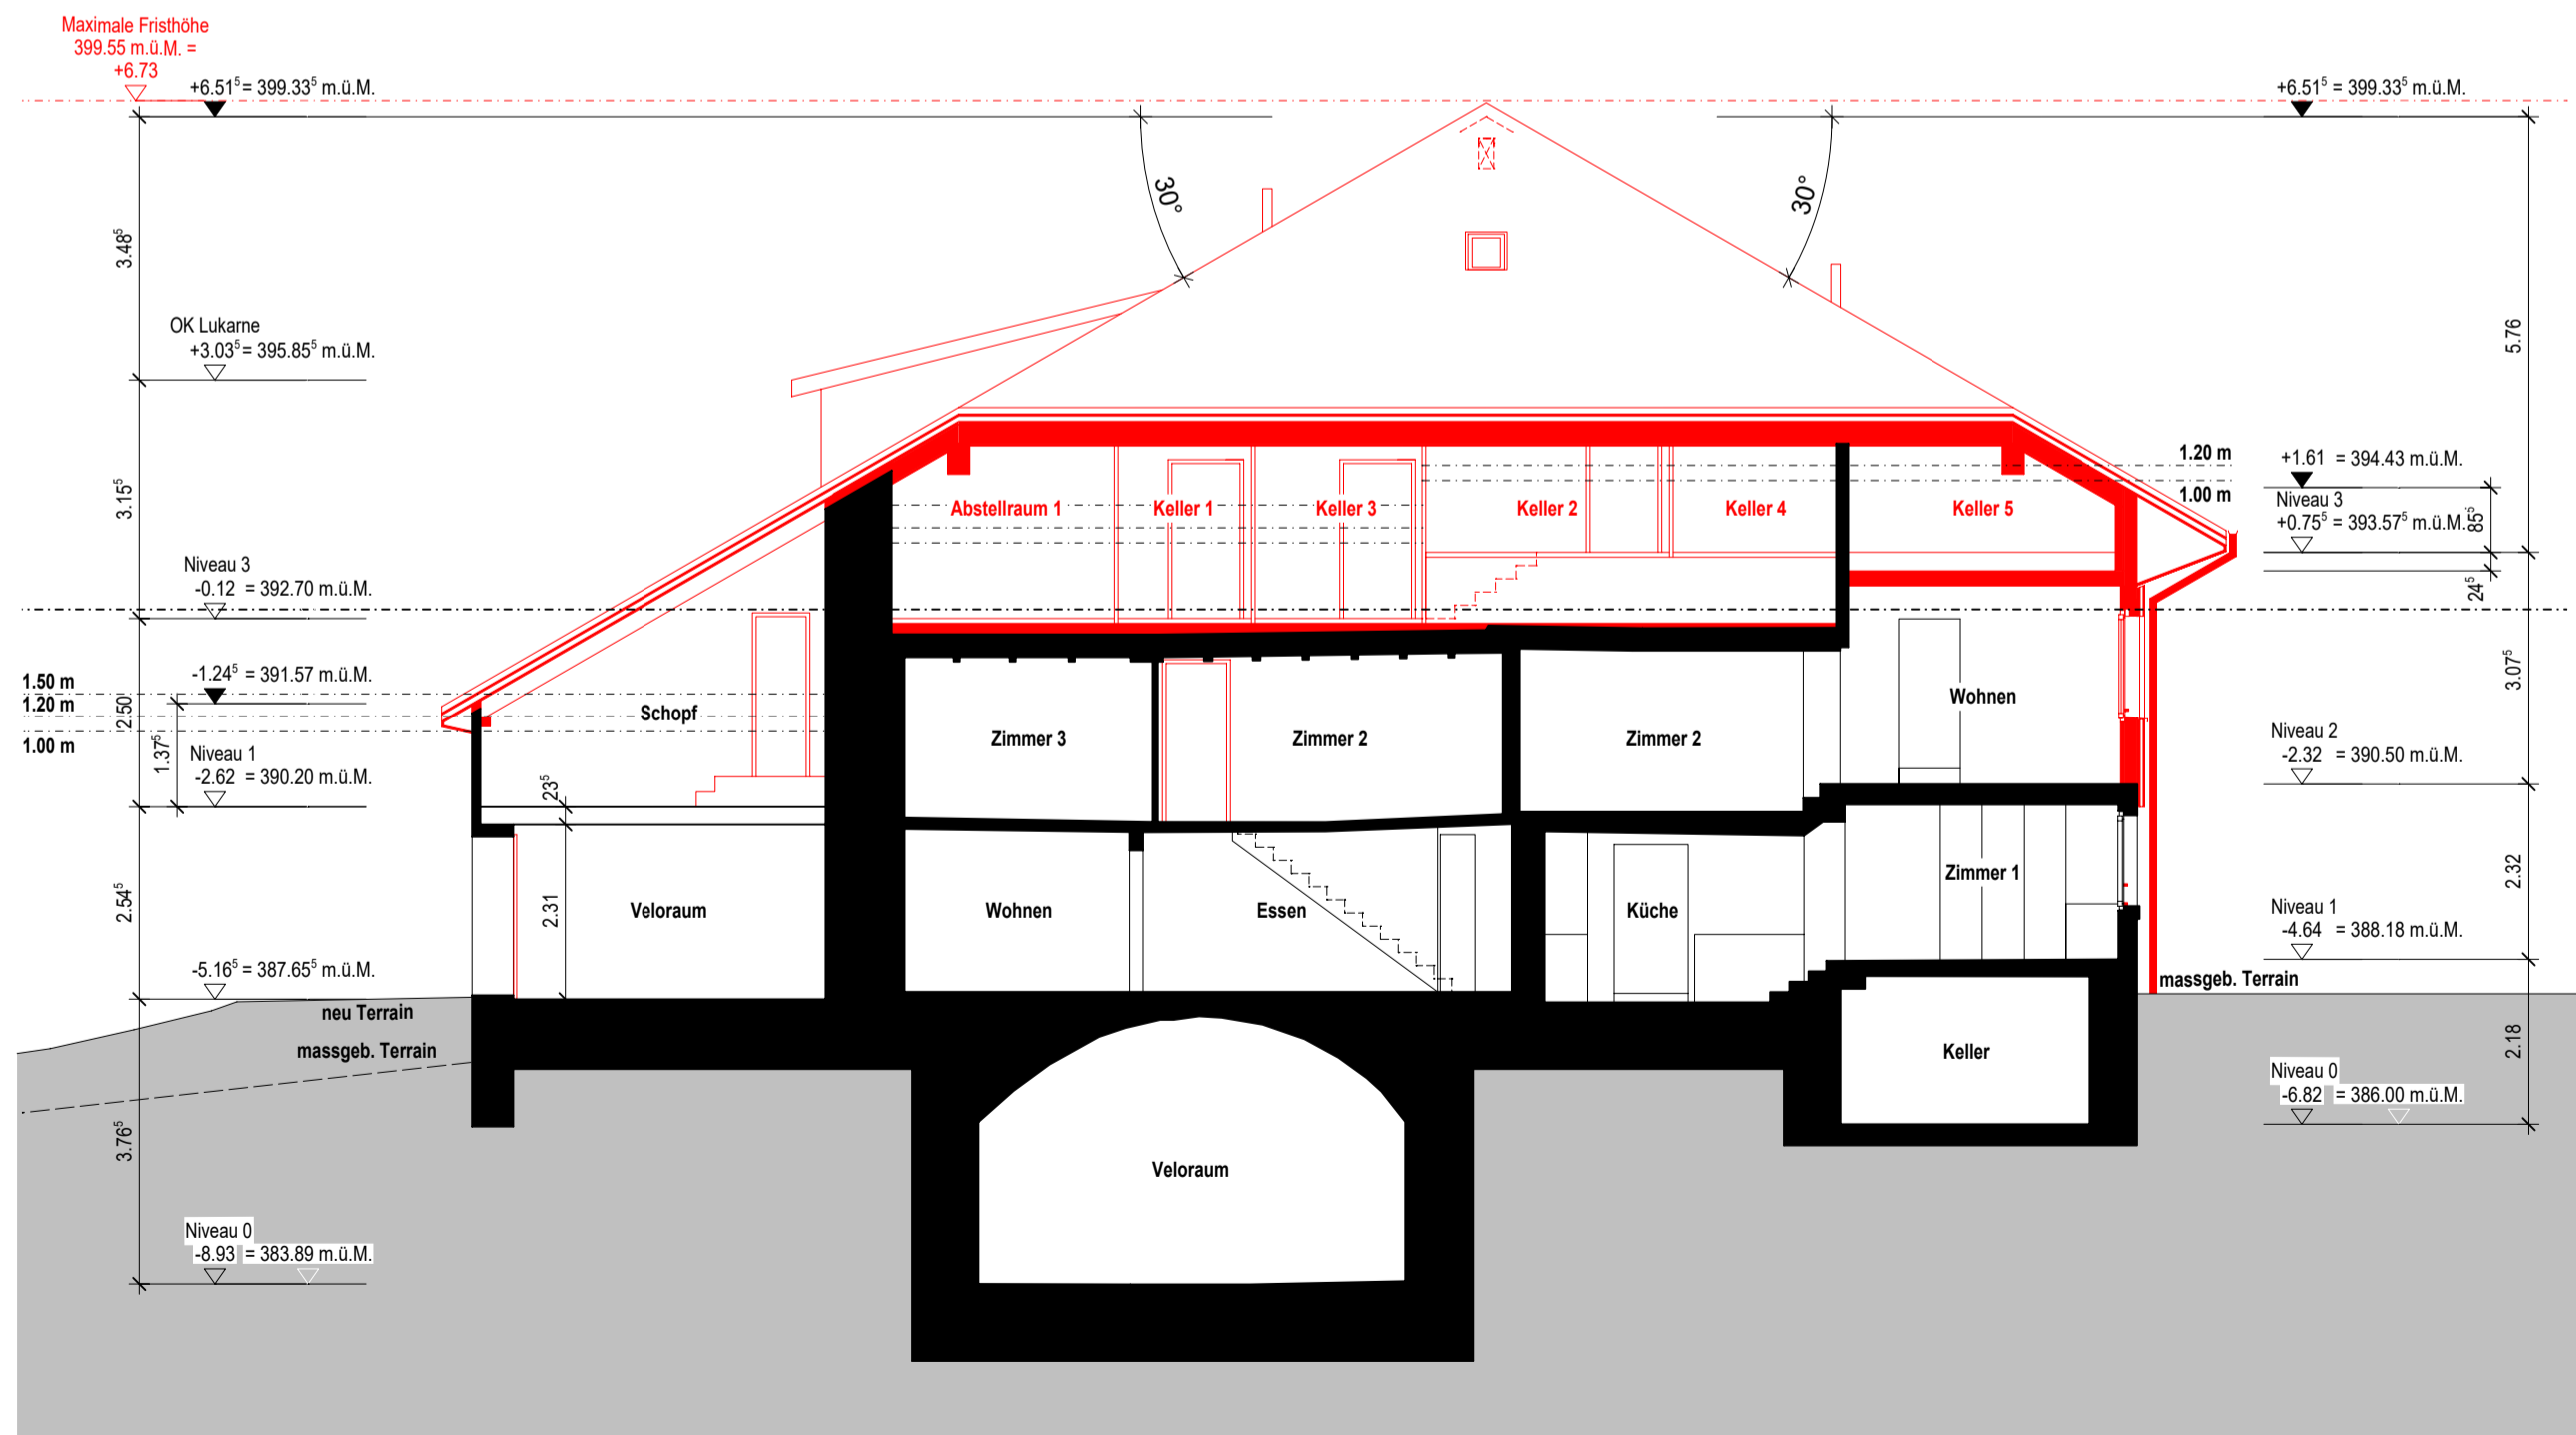 Maximale Fristhöhe
399.55 m.ü.M. =
+6.73
+6.51⁵ = 399.33⁵ m.ü.M.
+6.51⁵ = 399.33⁵ m.ü.M.
30°
30°
3.48⁵
OK Lukarne
+3.03⁵ = 395.85⁵ m.ü.M.
5.76
1.20 m
+1.61 = 394.43 m.ü.M.
1.00 m
Niveau 3
+0.75⁵ = 393.57⁵ m.ü.M.
85⁵
24⁵
3.15⁵
Abstellraum 1
Keller 1
Keller 3
Keller 2
Keller 4
Keller 5
Niveau 3
-0.12 = 392.70 m.ü.M.
-1.24⁵ = 391.57 m.ü.M.
1.50 m
1.20 m
1.00 m
2.50
1.37⁵
Niveau 1
-2.62 = 390.20 m.ü.M.
Schopf
Zimmer 3
Zimmer 2
Zimmer 2
Wohnen
3.07⁵
Niveau 2
-2.32 = 390.50 m.ü.M.
23⁵
2.54⁵
2.31
Veloraum
Wohnen
Essen
Küche
Zimmer 1
2.32
Niveau 1
-4.64 = 388.18 m.ü.M.
-5.16⁵ = 387.65⁵ m.ü.M.
neu Terrain
massgeb. Terrain
massgeb. Terrain
Keller
2.18
Niveau 0
-6.82 = 386.00 m.ü.M.
3.76⁵
Veloraum
Niveau 0
-8.93 = 383.89 m.ü.M.